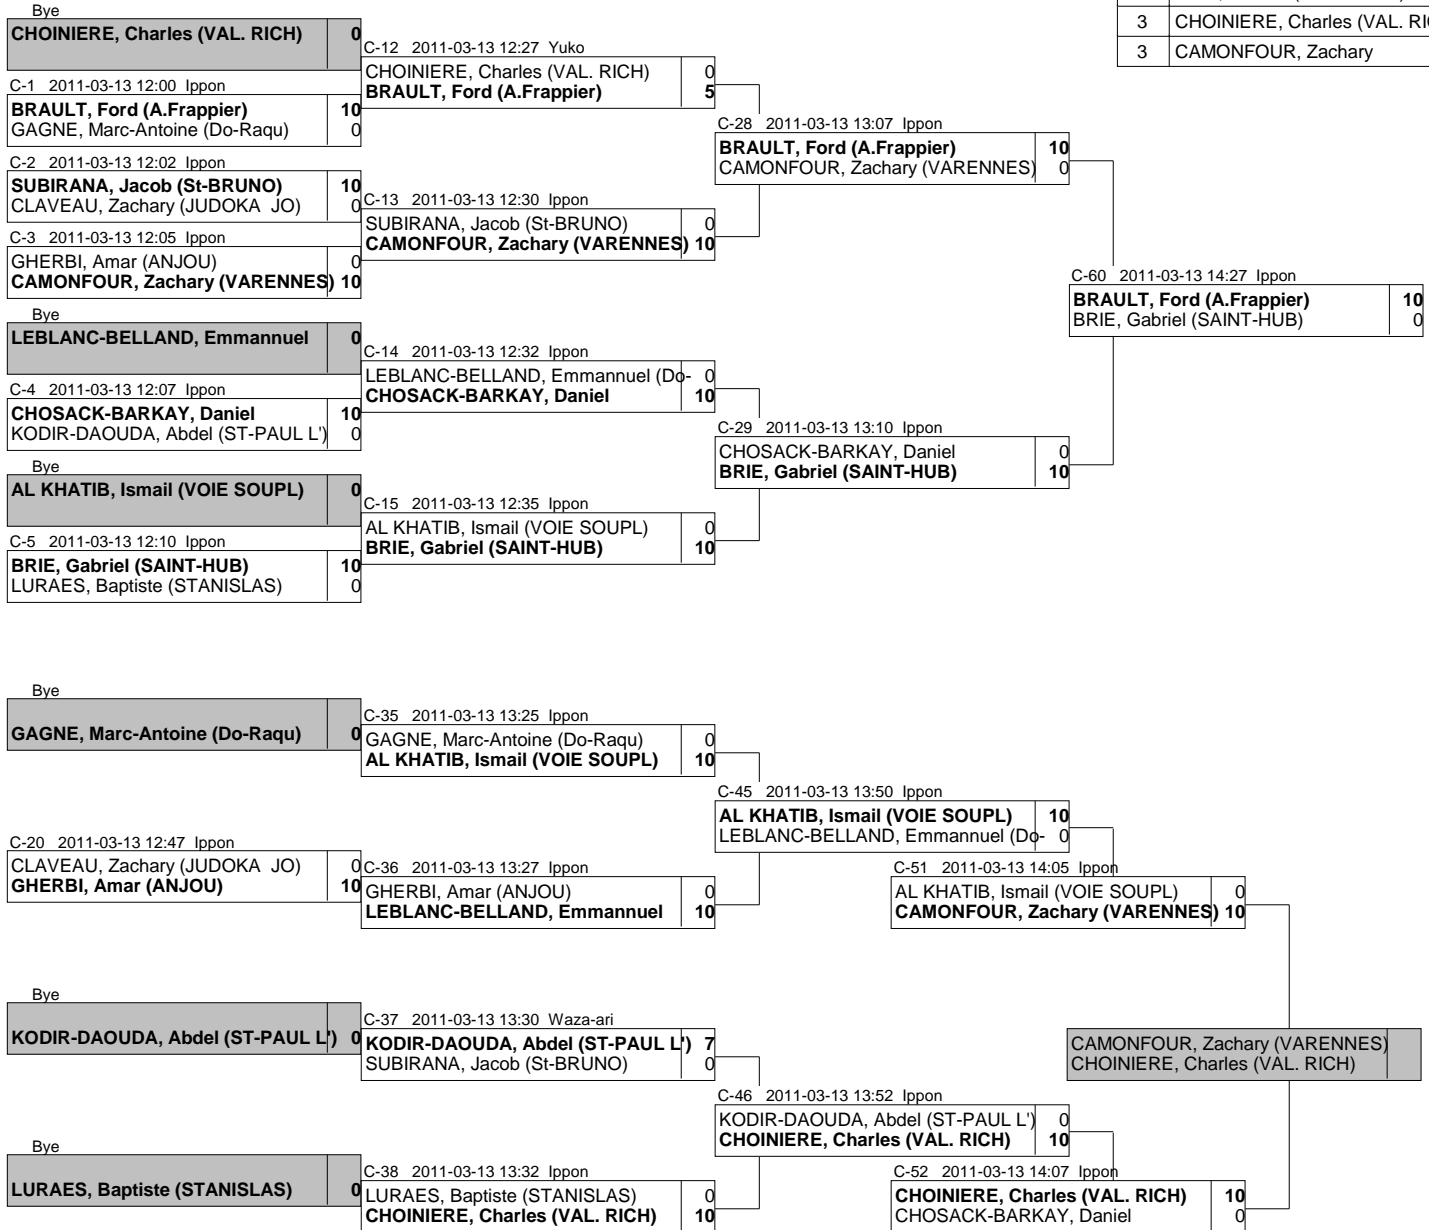 3 CHOINIERE, Charles (VAL.
3 CAMONFOUR, Zachary
Bye
CHOINIERE, Charles (VAL. RICH) 0
C-1 2011-03-13 12:00 Ippon
BRAULT, Ford (A.Frappier) 10
GAGNE, Marc-Antoine (Do-Raqu) 0
C-2 2011-03-13 12:02 Ippon
SUBIRANA, Jacob (St-BRUNO) 10
CLAVEAU, Zachary (JUDOKA JO) 0
C-3 2011-03-13 12:05 Ippon
GHERBI, Amar (ANJOU) 0
CAMONFOUR, Zachary (VARENNES) 10
Bye
LEBLANC-BELLAND, Emmannuel 0
C-4 2011-03-13 12:07 Ippon
CHOSACK-BARKAY, Daniel 10
KODIR-DAOUDA, Abdel (ST-PAUL L') 0
Bye
AL KHATIB, Ismail (VOIE SOUPL) 0
C-5 2011-03-13 12:10 Ippon
BRIE, Gabriel (SAINT-HUB) 10
LURAES, Baptiste (STANISLAS) 0
C-12 2011-03-13 12:27 Yuko
CHOINIERE, Charles (VAL. RICH) 0
BRAULT, Ford (A.Frappier) 5
C-13 2011-03-13 12:30 Ippon
SUBIRANA, Jacob (St-BRUNO) 0
CAMONFOUR, Zachary (VARENNES) 10
C-14 2011-03-13 12:32 Ippon
LEBLANC-BELLAND, Emmannuel (Do- 0
CHOSACK-BARKAY, Daniel 10
C-15 2011-03-13 12:35 Ippon
AL KHATIB, Ismail (VOIE SOUPL) 0
BRIE, Gabriel (SAINT-HUB) 10
C-28 2011-03-13 13:07 Ippon
BRAULT, Ford (A.Frappier) 10
CAMONFOUR, Zachary (VARENNES) 0
C-29 2011-03-13 13:10 Ippon
CHOSACK-BARKAY, Daniel 0
BRIE, Gabriel (SAINT-HUB) 10
C-60 2011-03-13 14:27 Ippon
BRAULT, Ford (A.Frappier) 10
BRIE, Gabriel (SAINT-HUB) 0
Bye
GAGNE, Marc-Antoine (Do-Raqu) 0
C-20 2011-03-13 12:47 Ippon
CLAVEAU, Zachary (JUDOKA JO) 0
GHERBI, Amar (ANJOU) 10
Bye
KODIR-DAOUDA, Abdel (ST-PAUL L') 0
Bye
LURAES, Baptiste (STANISLAS) 0
C-35 2011-03-13 13:25 Ippon
GAGNE, Marc-Antoine (Do-Raqu) 0
AL KHATIB, Ismail (VOIE SOUPL) 10
C-36 2011-03-13 13:27 Ippon
GHERBI, Amar (ANJOU) 0
LEBLANC-BELLAND, Emmannuel 10
C-37 2011-03-13 13:30 Waza-ari
KODIR-DAOUDA, Abdel (ST-PAUL L') 7
SUBIRANA, Jacob (St-BRUNO) 0
C-38 2011-03-13 13:32 Ippon
LURAES, Baptiste (STANISLAS) 0
CHOINIERE, Charles (VAL. RICH) 10
C-45 2011-03-13 13:50 Ippon
AL KHATIB, Ismail (VOIE SOUPL) 10
LEBLANC-BELLAND, Emmannuel (Do- 0
C-46 2011-03-13 13:52 Ippon
KODIR-DAOUDA, Abdel (ST-PAUL L') 0
CHOINIERE, Charles (VAL. RICH) 10
C-51 2011-03-13 14:05 Ippon
AL KHATIB, Ismail (VOIE SOUPL) 0
CAMONFOUR, Zachary (VARENNES) 10
C-52 2011-03-13 14:07 Ippon
CHOINIERE, Charles (VAL. RICH) 10
CHOSACK-BARKAY, Daniel 0
CAMONFOUR, Zachary (VARENNES)
CHOINIERE, Charles (VAL. RICH)